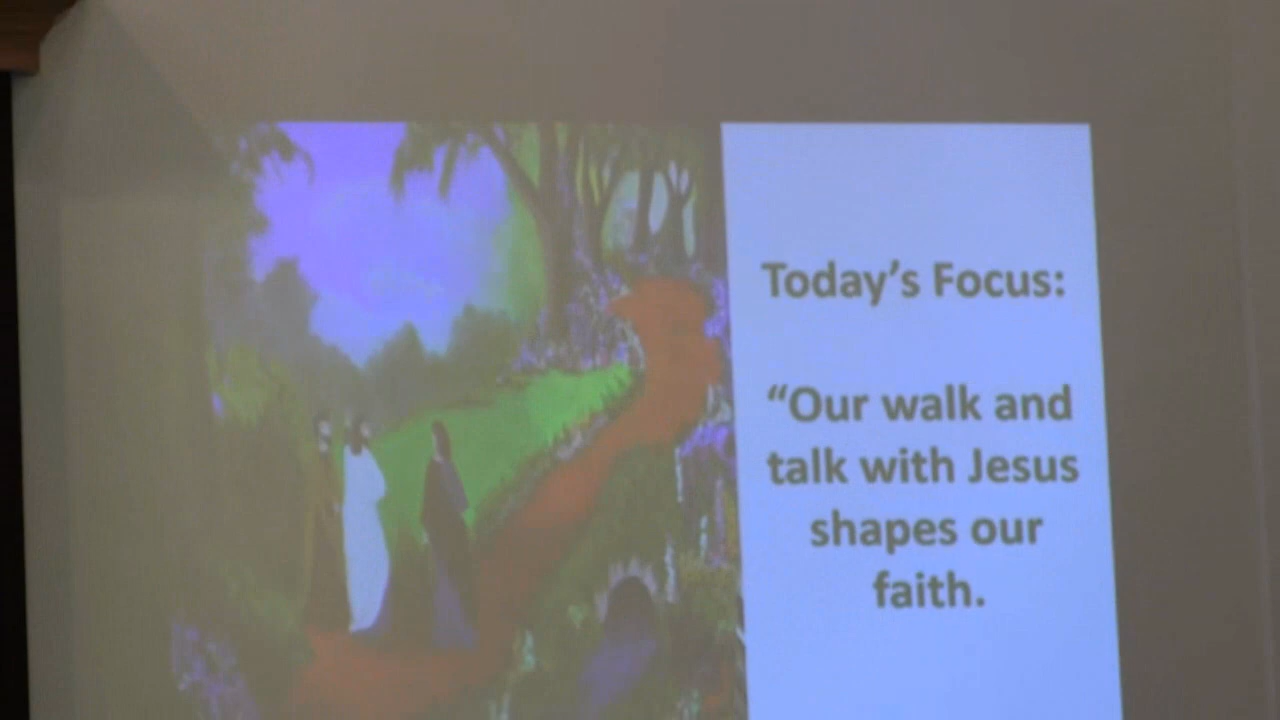 Today's Focus:
“Our walk and
talk with Jesus
shapes our
faith.